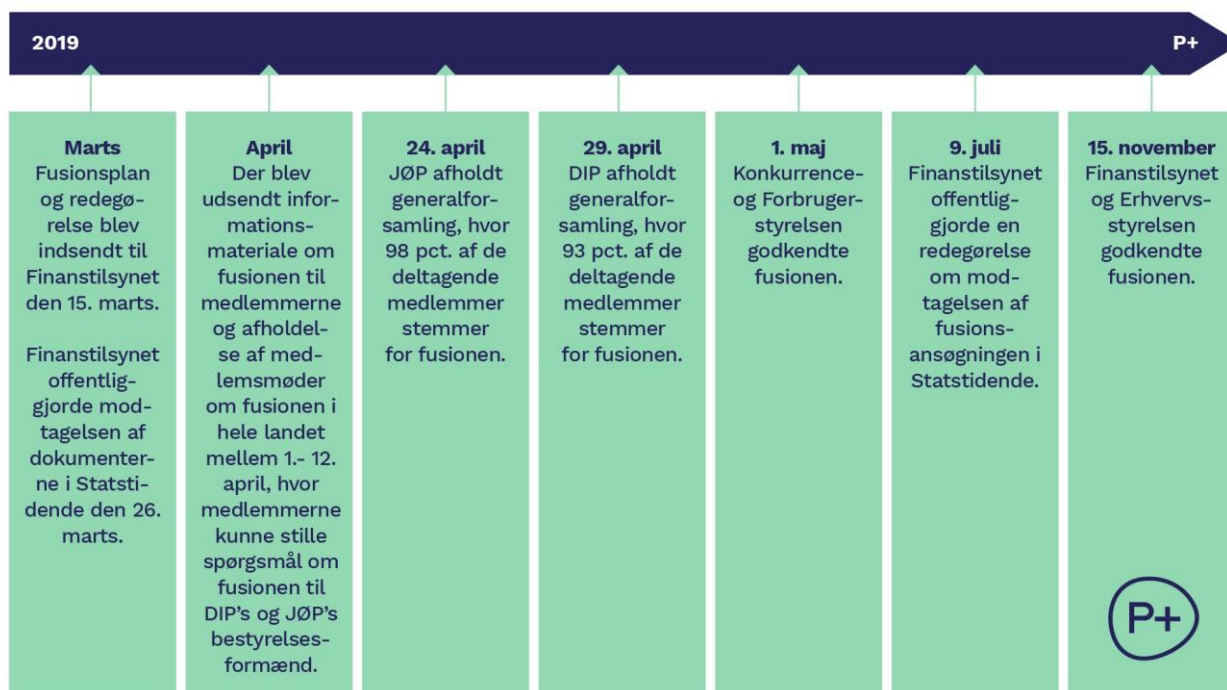 2019
P+
Marts
Fusionsplan
og redegø-
relse blev
indsendt til
Finanstilsynet
den 15. marts.
Finanstilsynet
offentlig-
gjorde mod-
tagelsen af
dokumenter-
ne i Statsti-
dende den 26.
marts.
April
Der blev
udsendt infor-
mations-
materiale om
fusionen til
medlemmerne
og afholdel-
se af med-
lemsmøder
om fusionen i
hele landet
mellem 1.- 12.
april, hvor
medlemmerne
kunne stille
spørgsmål om
fusionen til
DIP's og JØP's
bestyrelses-
formænd.
24. april
JØP afholdt
generalfor-
samling, hvor
98 pct. af de
deltagende
medlemmer
stemmer
for fusionen.
29. april
DIP afholdt
generalfor-
samling, hvor
93 pct. af de
deltagende
medlemmer
stemmer
for fusionen.
1. maj
Konkurrence-
og Forbruger-
styrelsen
godkendte
fusionen.
9. juli
Finanstilsynet
offentlig-
gjorde en
redegørelse
om mod-
tagelsen af
fusions-
ansøgningen i
Statstidende.
15. november
Finanstilsynet
og Erhvervs-
styrelsen
godkendte
fusionen.
P+